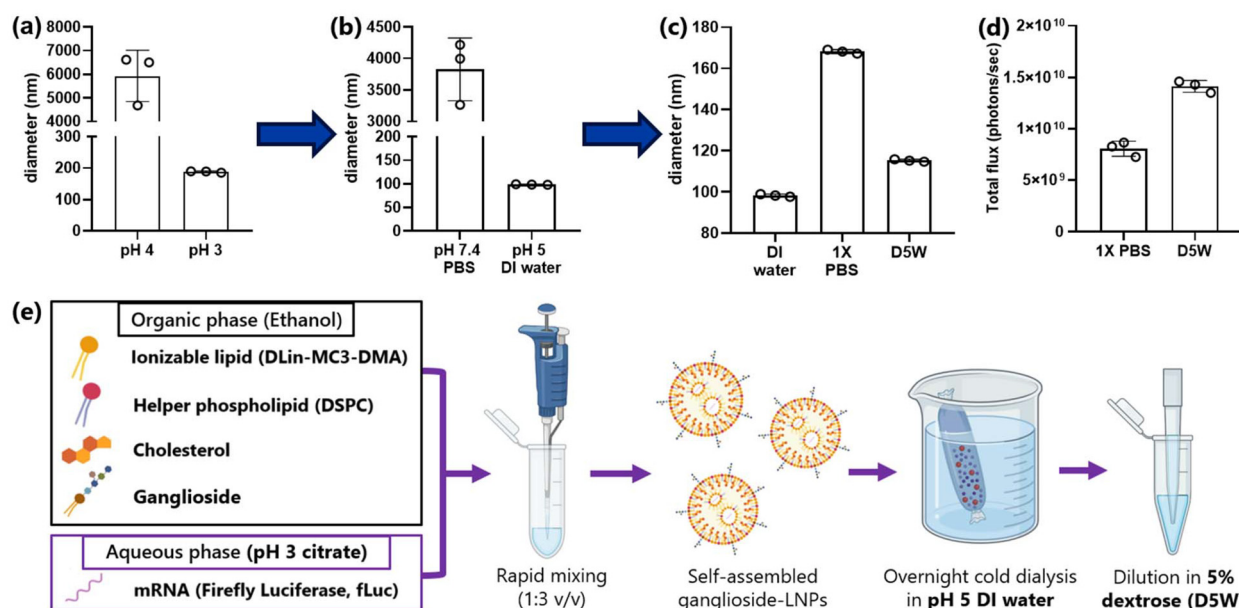 (a)
diameter (nm)
8000
7000
6000
5000
4000
300
200
100
0
pH 4
pH 3
(b)
diameter (nm)
4500
4000
3500
3000
200
150
100
50
0
pH 7.4
PBS
pH 5
DI water
(c)
diameter (nm)
180
160
140
120
100
80
DI
water
1X
PBS
D5W
(d)
Total flux (photons/sec)
2×10¹⁰
1.5×10¹⁰
1×10¹⁰
5×10⁹
0
1X PBS
D5W
(e)
Organic phase (Ethanol)
Ionizable lipid (DLin-MC3-DMA)
Helper phospholipid (DSPC)
Cholesterol
Ganglioside
Aqueous phase (pH 3 citrate)
mRNA (Firefly Luciferase, fLuc)
Rapid mixing
(1:3 v/v)
Self-assembled
ganglioside-LNPs
Overnight cold dialysis
in pH 5 DI water
Dilution in 5%
dextrose (D5W